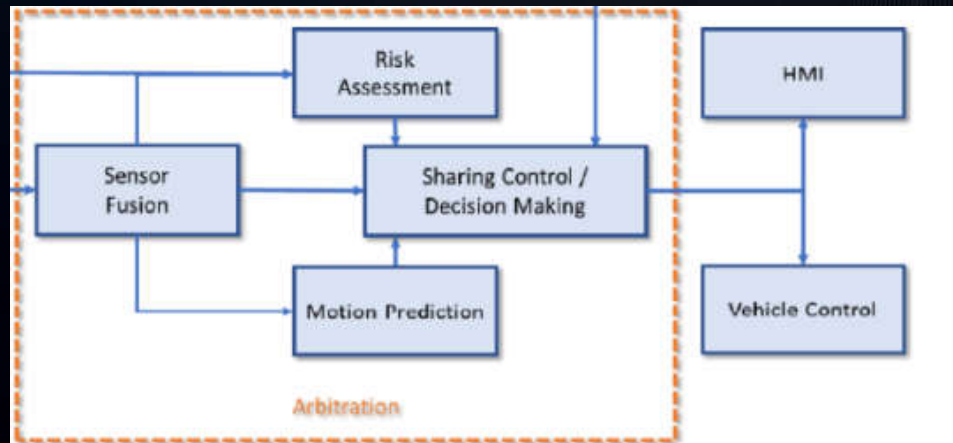 Risk
Assessment
HMI
Sensor
Fusion
Sharing Control /
Decision Making
Motion Prediction
Vehicle Control
Arbitration